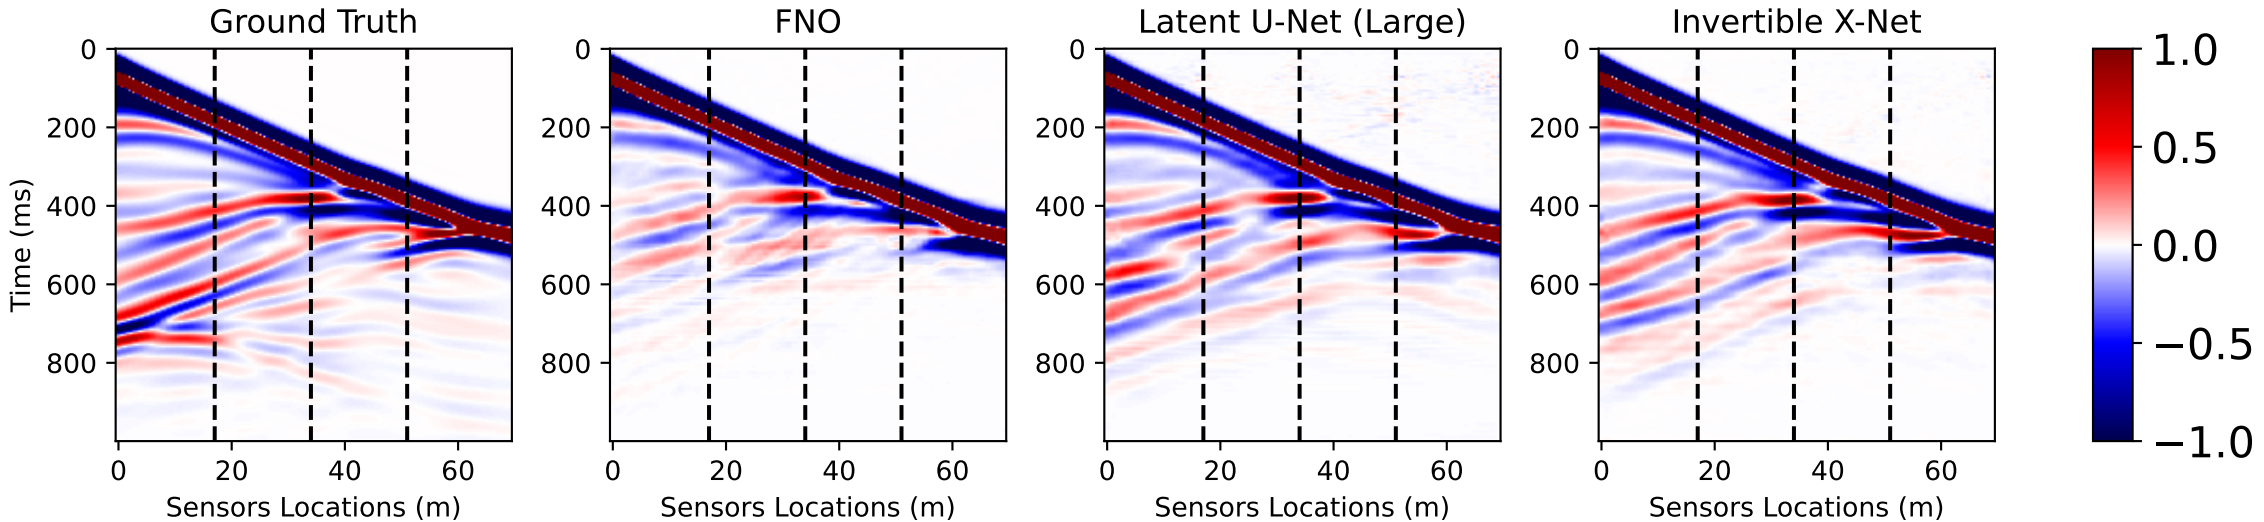 Ground Truth
FNO
Latent U-Net (Large)
Invertible X-Net
0
200
400
600
800
0
200
400
600
800
0
200
400
600
800
0
200
400
600
800
Time (ms)
0 20 40 60
0 20 40 60
0 20 40 60
0 20 40 60
Sensors Locations (m)
Sensors Locations (m)
Sensors Locations (m)
Sensors Locations (m)
1.0
0.5
0.0
−0.5
−1.0